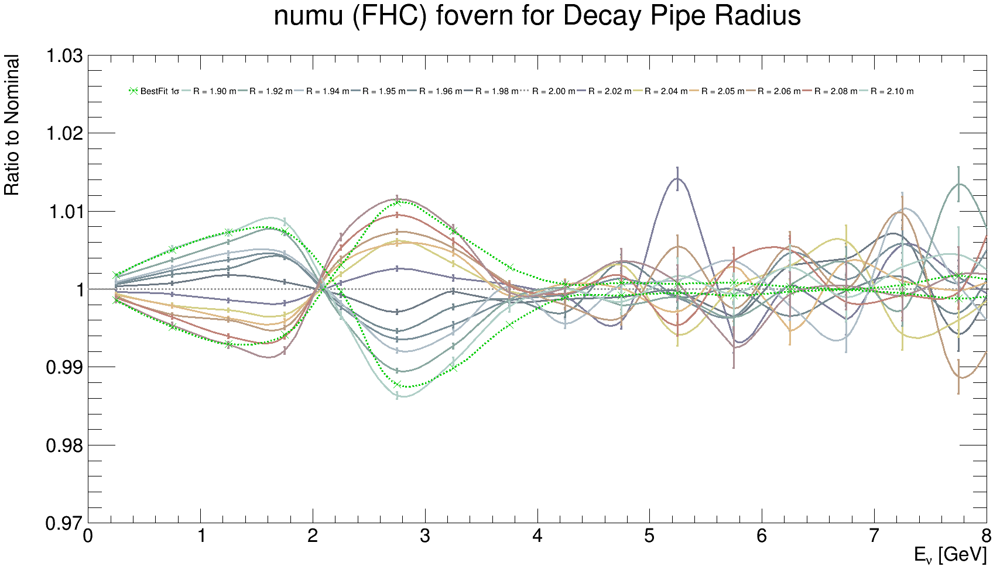 numu (FHC) fovern for Decay Pipe Radius
Ratio to Nominal
1.03
1.02
1.01
1
0.99
0.98
0.97
BestFit 1σ R = 1.90 m R = 1.92 m R = 1.94 m R = 1.95 m R = 1.96 m R = 1.98 m R = 2.00 m R = 2.02 m R = 2.04 m R = 2.05 m R = 2.06 m R = 2.08 m R = 2.10 m
0 1 2 3 4 5 6 7 8
Eν [GeV]